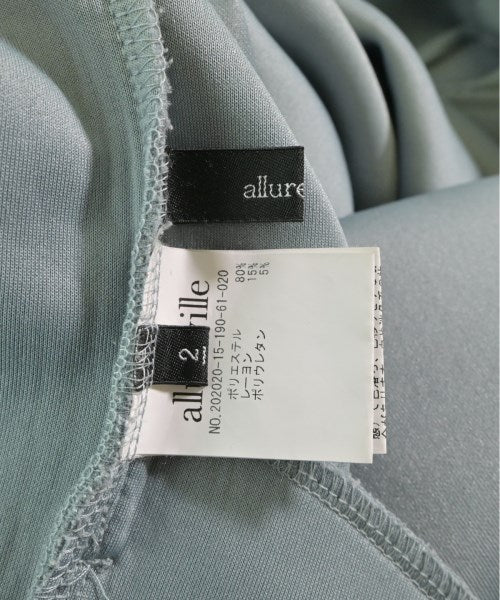 allure
2
all ville
NO.202020-15-190-61-020
ポリエステル 80%
レーヨン 15%
ポリウレタン 5%